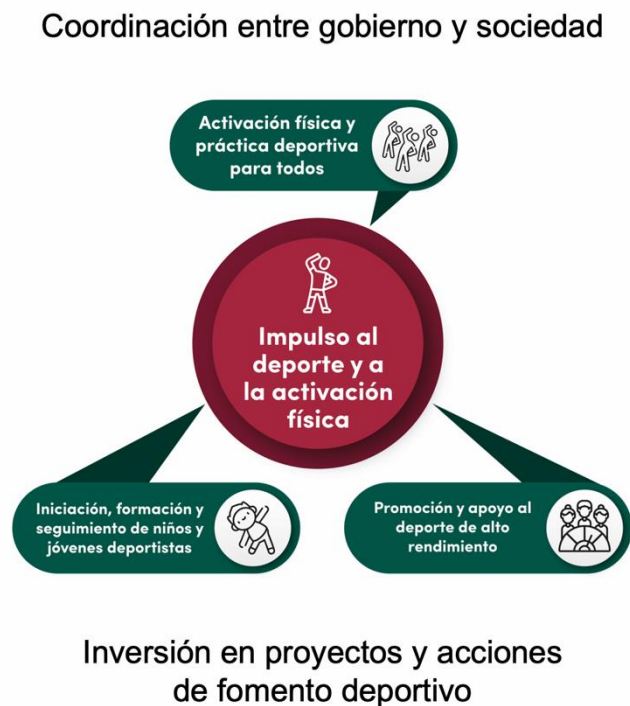 Coordinación entre gobierno y sociedad
Activación física y
práctica deportiva
para todos
Impulso al
deporte y a
la activación
física
Iniciación, formación y
seguimiento de niños y
jóvenes deportistas
Promoción y apoyo al
deporte de alto
rendimiento
Inversión en proyectos y acciones
de fomento deportivo